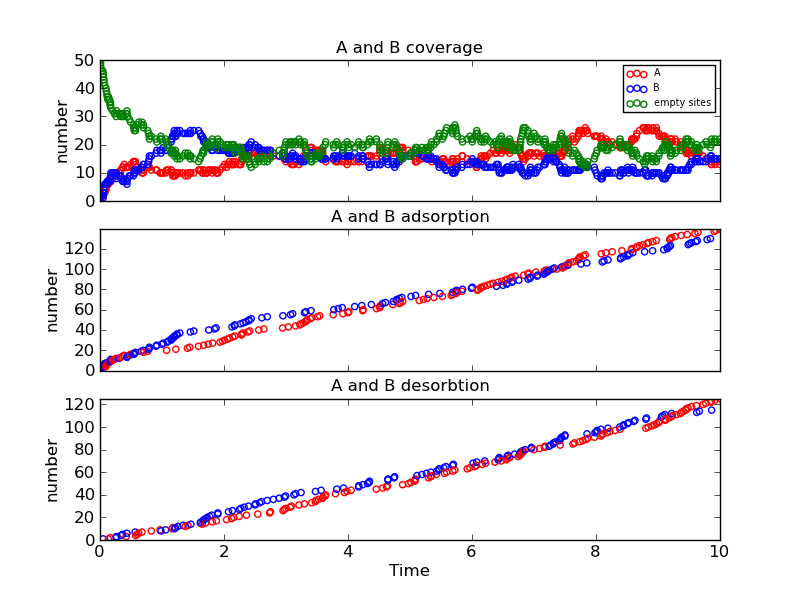 A and B coverage
50
40
30
20
10
0
number
A
B
empty sites
A and B adsorption
120
100
80
60
40
20
0
number
A and B desorbtion
120
100
80
60
40
20
0
number
0 2 4 6 8 10
Time